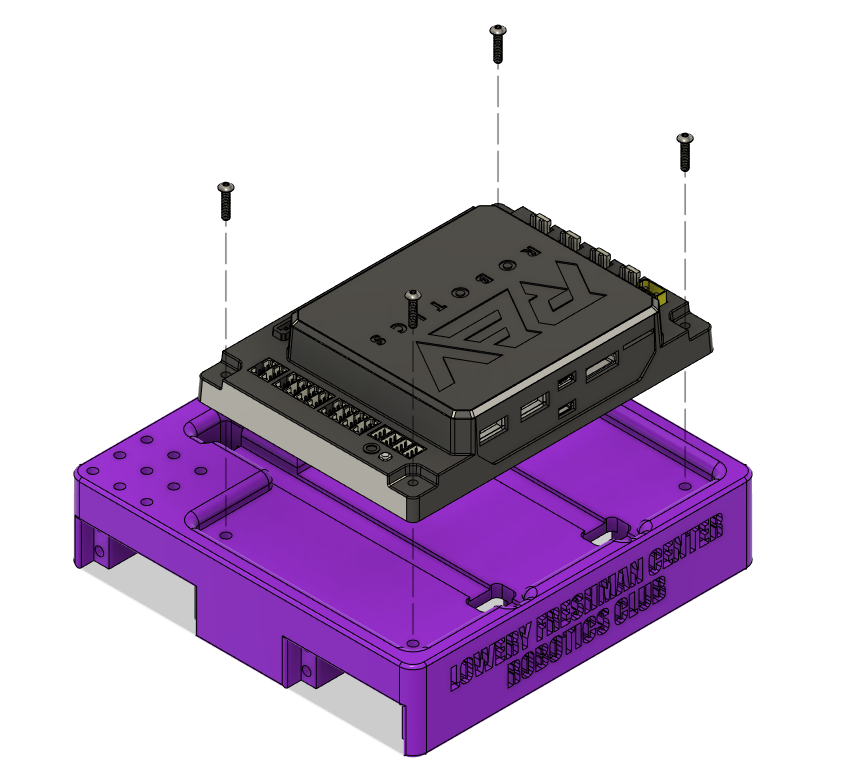 REV
ROBOTICS
LOWERY FRESHMAN CENTER
ROBOTICS CLUB